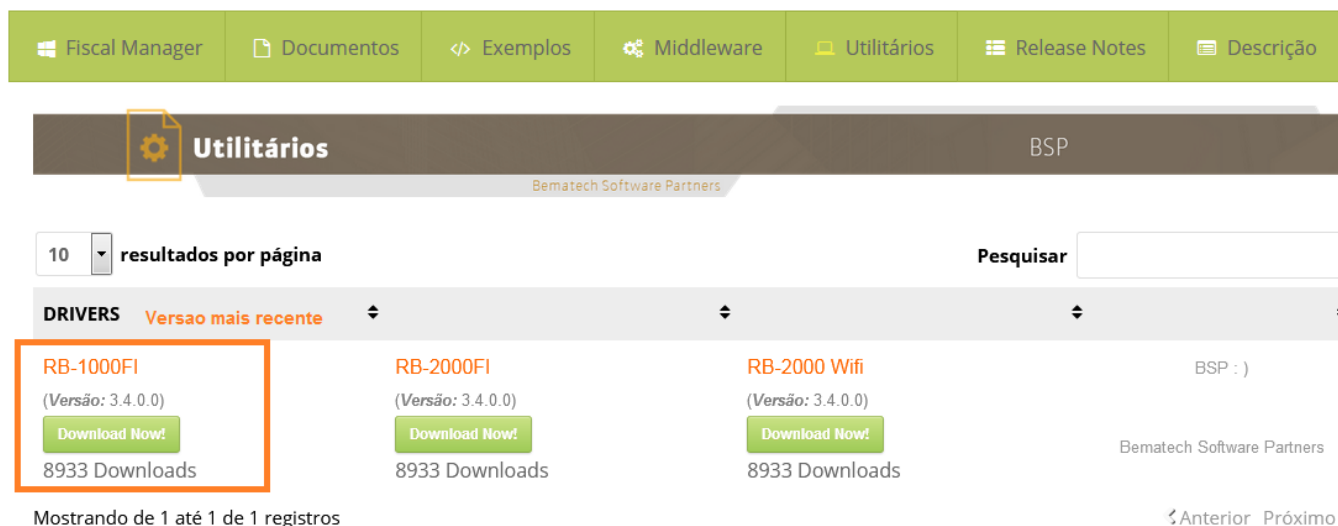 Fiscal Manager Documentos Exemplos Middleware Utilitários Release Notes Descrição
Utilitários BSP
Bematech Software Partners
10 resultados por página Pesquisar
DRIVERS Versao mais recente
RB-1000FI RB-2000FI RB-2000 Wifi BSP : )
(Versão: 3.4.0.0) (Versão: 3.4.0.0) (Versão: 3.4.0.0)
Download Now! Download Now! Download Now!
Bematech Software Partners
8933 Downloads 8933 Downloads 8933 Downloads
Mostrando de 1 até 1 de 1 registros Anterior Próximo